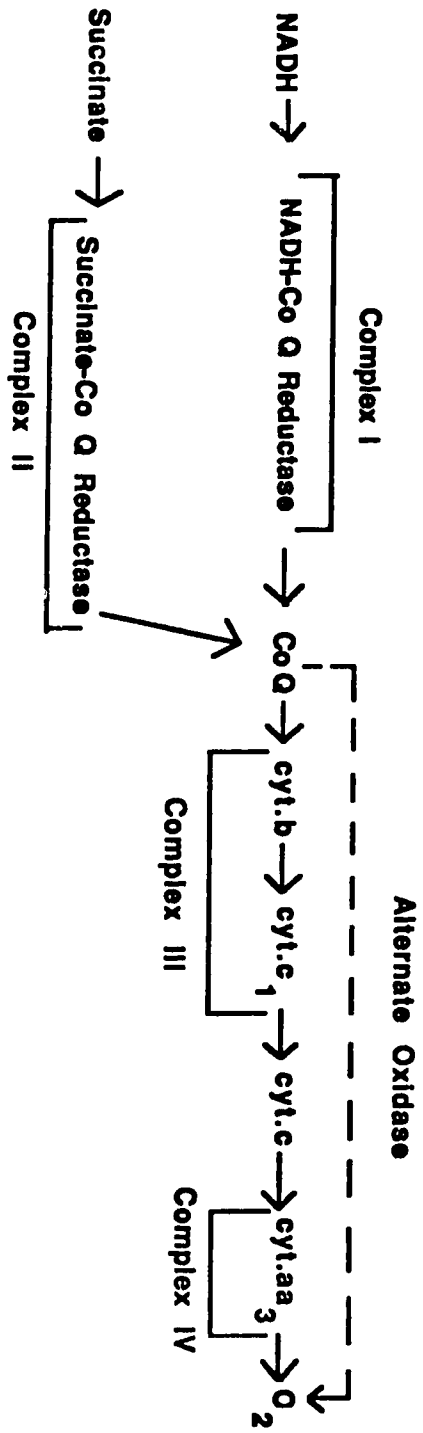 Alternate Oxidase
Complex I
NADH → NADH-Co Q Reductase → CoQ → cyt.b → cyt.c₁ → cyt.c → cyt.aa₃ → O₂
Complex III Complex IV
Succinate → Succinate-Co Q Reductase
Complex II